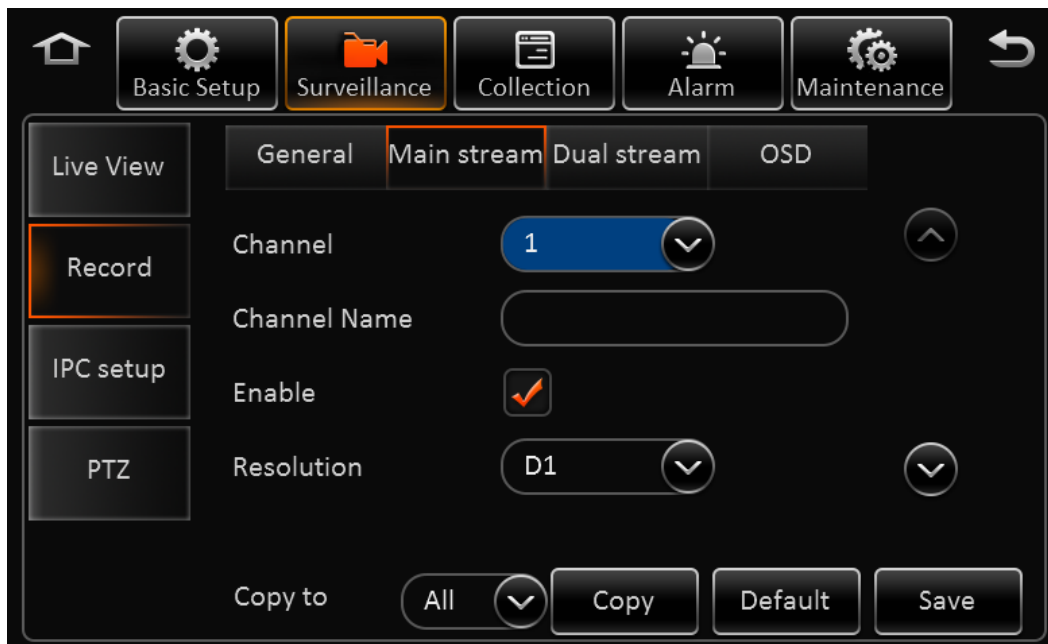 Basic Setup
Surveillance
Collection
Alarm
Maintenance
Live View
Record
IPC setup
PTZ
General
Main stream
Dual stream
OSD
Channel
1
Channel Name
Enable
Resolution
D1
Copy to
All
Copy
Default
Save